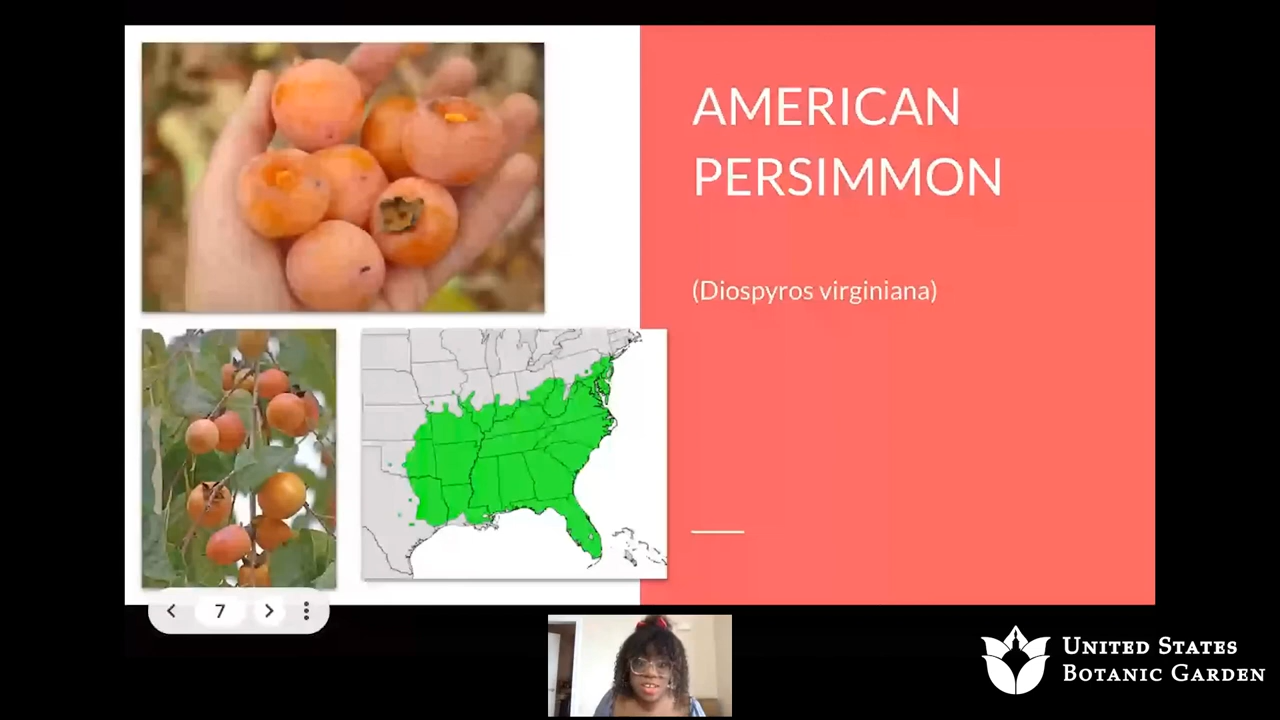 AMERICAN
PERSIMMON
(Diospyros virginiana)
7
UNITED STATES
BOTANIC GARDEN